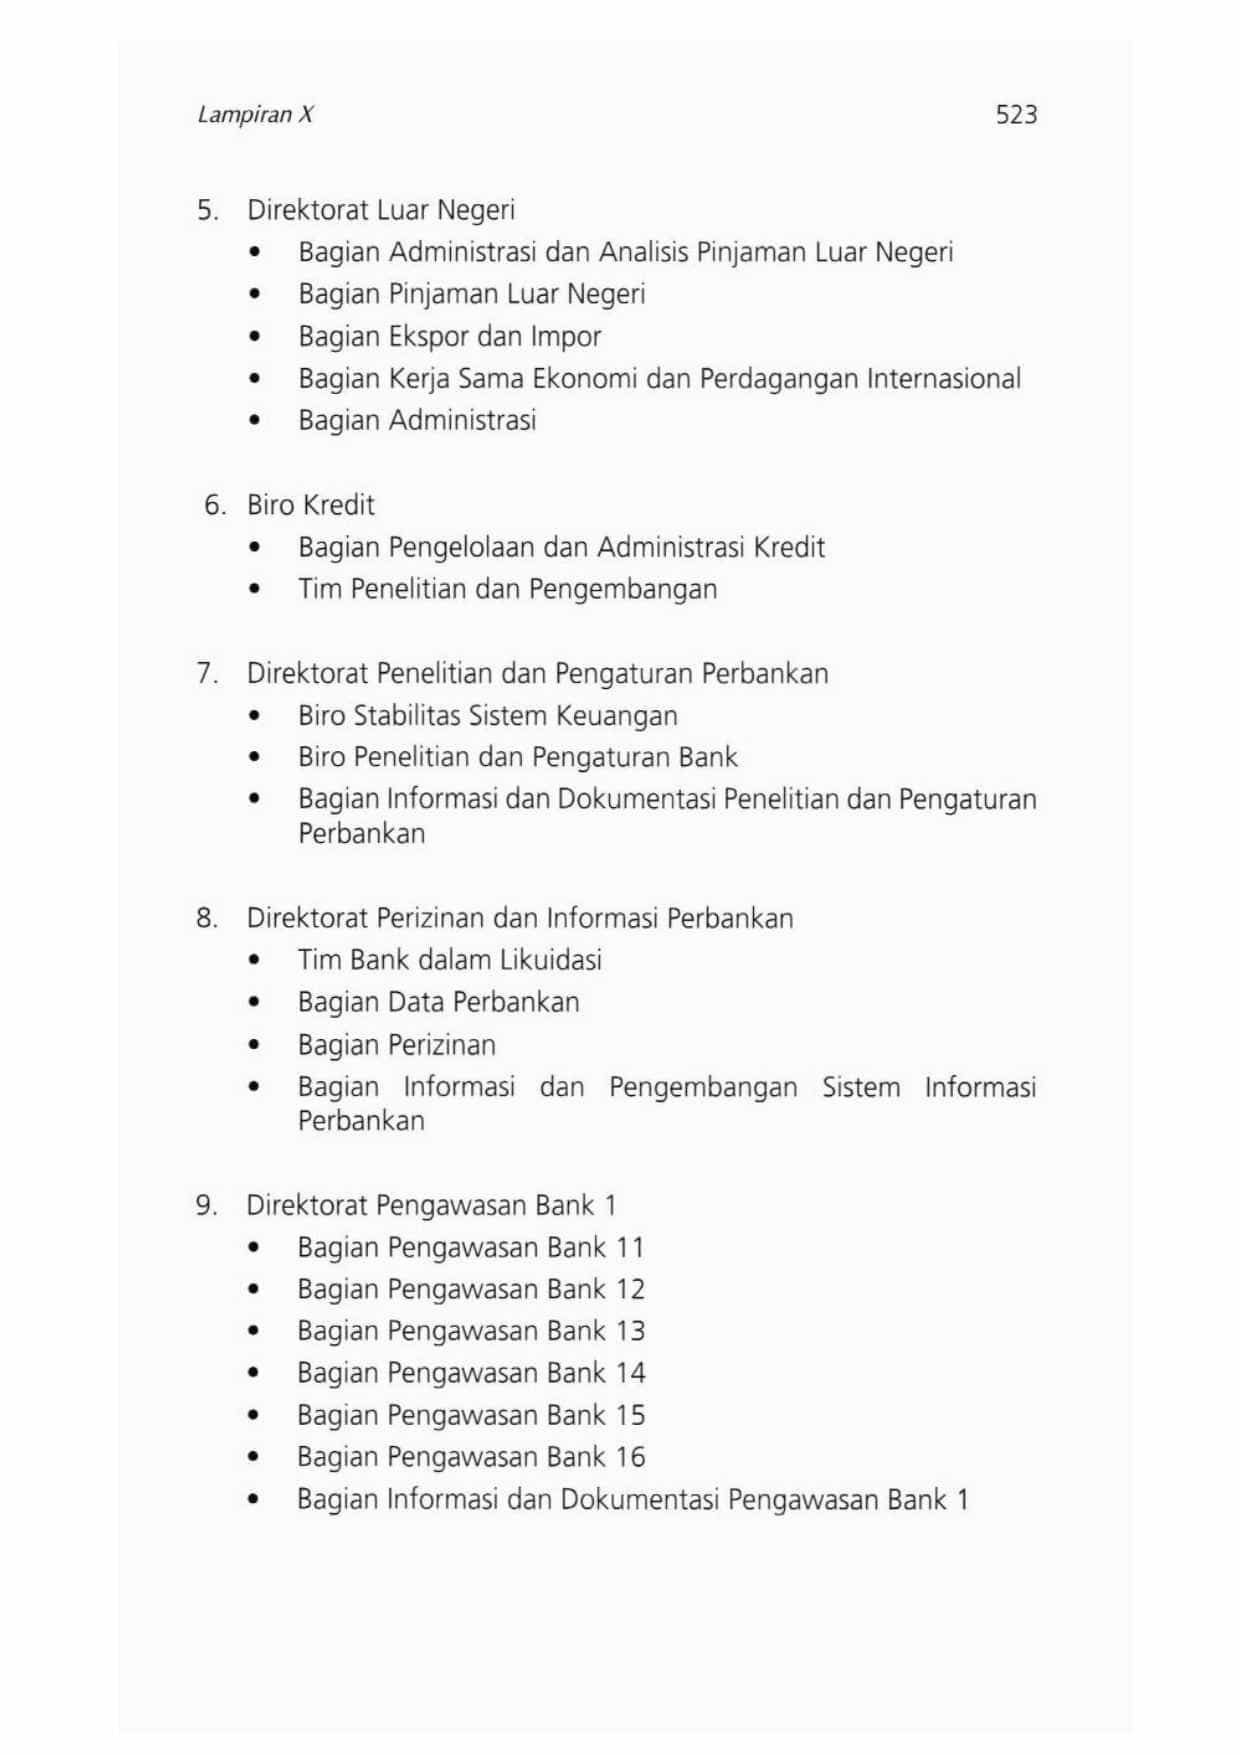 Lampiran X 523
5. Direktorat Luar Negeri
• Bagian Administrasi dan Analisis Pinjaman Luar Negeri
• Bagian Pinjaman Luar Negeri
• Bagian Ekspor dan Impor
• Bagian Kerja Sama Ekonomi dan Perdagangan Internasional
• Bagian Administrasi
6. Biro Kredit
• Bagian Pengelolaan dan Administrasi Kredit
• Tim Penelitian dan Pengembangan
7. Direktorat Penelitian dan Pengaturan Perbankan
• Biro Stabilitas Sistem Keuangan
• Biro Penelitian dan Pengaturan Bank
• Bagian Informasi dan Dokumentasi Penelitian dan Pengaturan
Perbankan
8. Direktorat Perizinan dan Informasi Perbankan
• Tim Bank dalam Likuidasi
• Bagian Data Perbankan
• Bagian Perizinan
• Bagian Informasi dan Pengembangan Sistem Informasi
Perbankan
9. Direktorat Pengawasan Bank 1
• Bagian Pengawasan Bank 11
• Bagian Pengawasan Bank 12
• Bagian Pengawasan Bank 13
• Bagian Pengawasan Bank 14
• Bagian Pengawasan Bank 15
• Bagian Pengawasan Bank 16
• Bagian Informasi dan Dokumentasi Pengawasan Bank 1